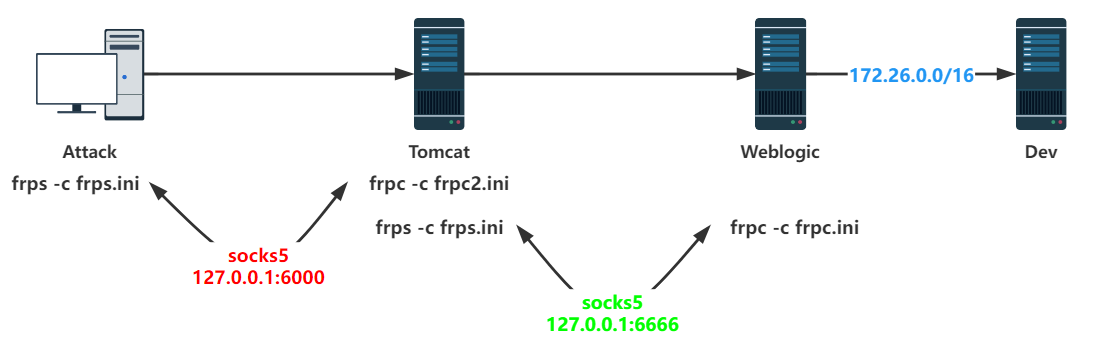 172.26.0.0/16
Attack
Tomcat
Weblogic
Dev
frps -c frps.ini
frpc -c frpc2.ini
frps -c frps.ini
frpc -c frpc.ini
socks5
127.0.0.1:6000
socks5
127.0.0.1:6666